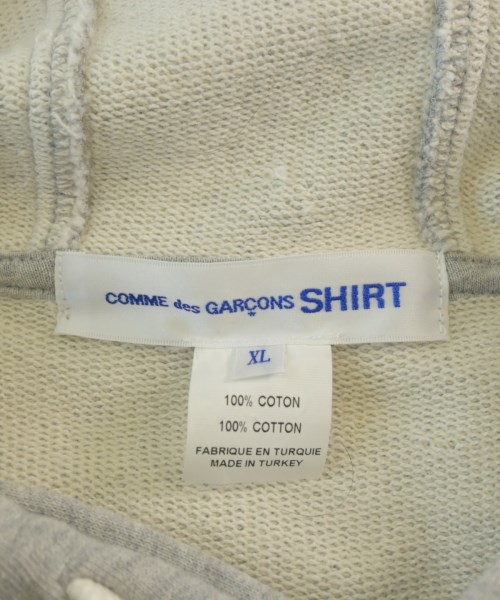 COMME des GARÇONS SHIRT
XL
100% COTON
100% COTTON
FABRIQUE EN TURQUIE
MADE IN TURKEY